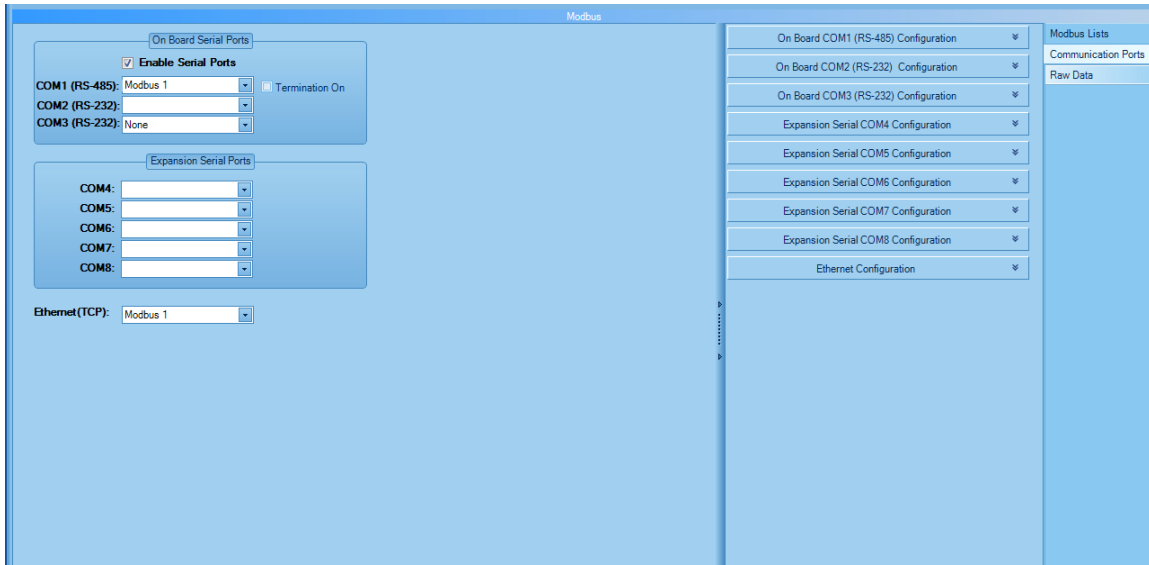 Modbus
On Board Serial Ports
Enable Serial Ports
COM1 (RS-485): Modbus 1 Termination On
COM2 (RS-232):
COM3 (RS-232): None
Expansion Serial Ports
COM4:
COM5:
COM6:
COM7:
COM8:
Ethernet(TCP): Modbus 1
On Board COM1 (RS-485) Configuration
On Board COM2 (RS-232) Configuration
On Board COM3 (RS-232) Configuration
Expansion Serial COM4 Configuration
Expansion Serial COM5 Configuration
Expansion Serial COM6 Configuration
Expansion Serial COM7 Configuration
Expansion Serial COM8 Configuration
Ethernet Configuration
Modbus Lists
Communication Ports
Raw Data